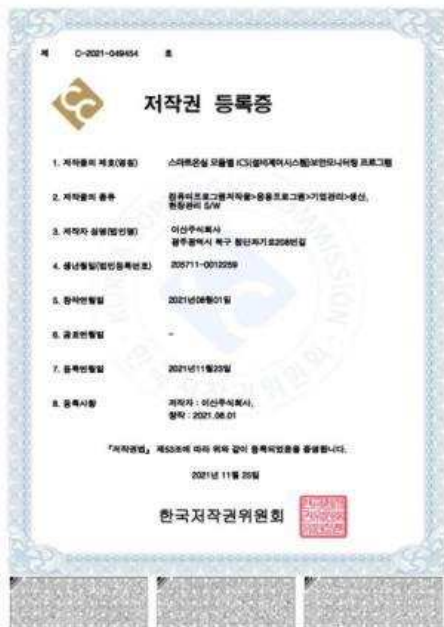 제 C-2021-049454 호
저작권 등록증
1. 저작물의 제호(명칭) 스마트온실 모듈별 ICS(설비제어시스템)보안모니터링 프로그램
2. 저작물의 종류 컴퓨터프로그램저작물>응용프로그램>기업관리>생산,
현장관리 S/W
3. 저작자 성명(법인명) 이산주식회사
광주광역시 북구 첨단과기로208번길
4. 생년월일(법인등록번호) 205711-0012259
5. 창작연월일 2021년08월01일
6. 공표연월일 -
7. 등록연월일 2021년11월23일
8. 등록사항 저작자 : 이산주식회사,
창작 : 2021.08.01
『저작권법』 제53조에 따라 위와 같이 등록되었음을 증명합니다.
2021년 11월 25일
한국저작권위원회